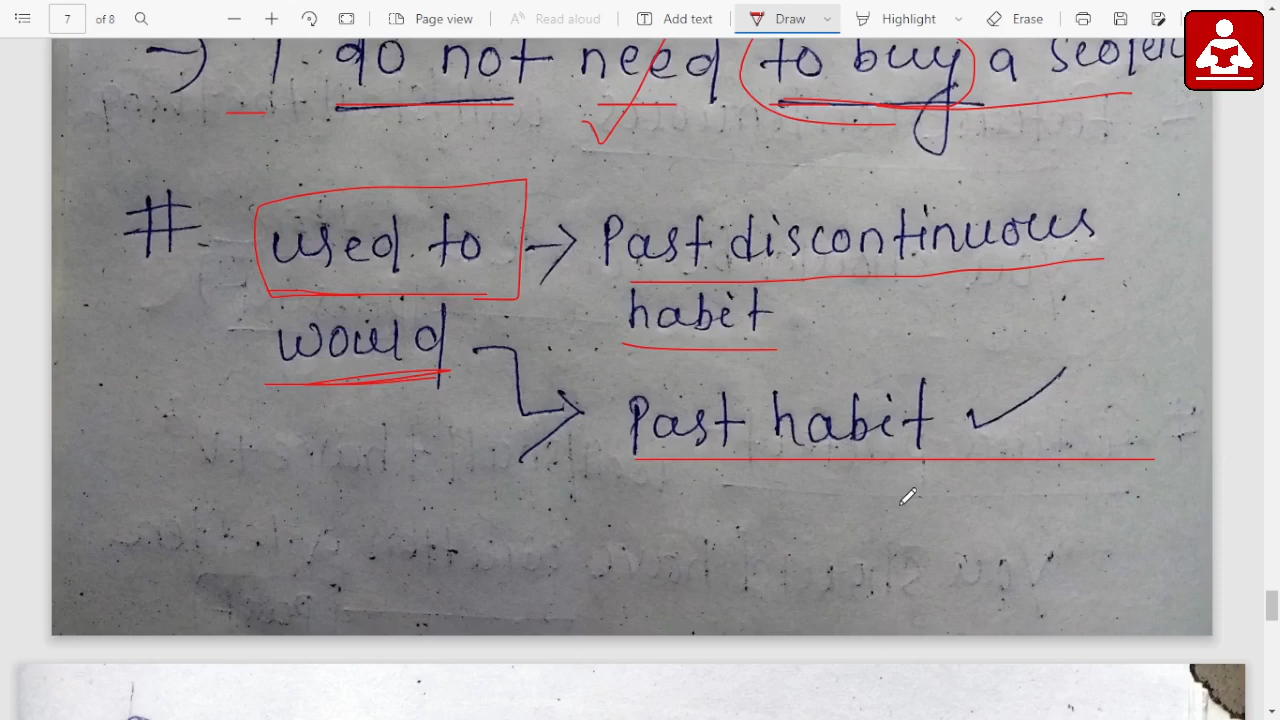 7 of 8 Page view Read aloud Add text Draw Highlight Erase
→ I do not need to buy a
# used to → Past discontinuous
habit
would
Past habit ✓